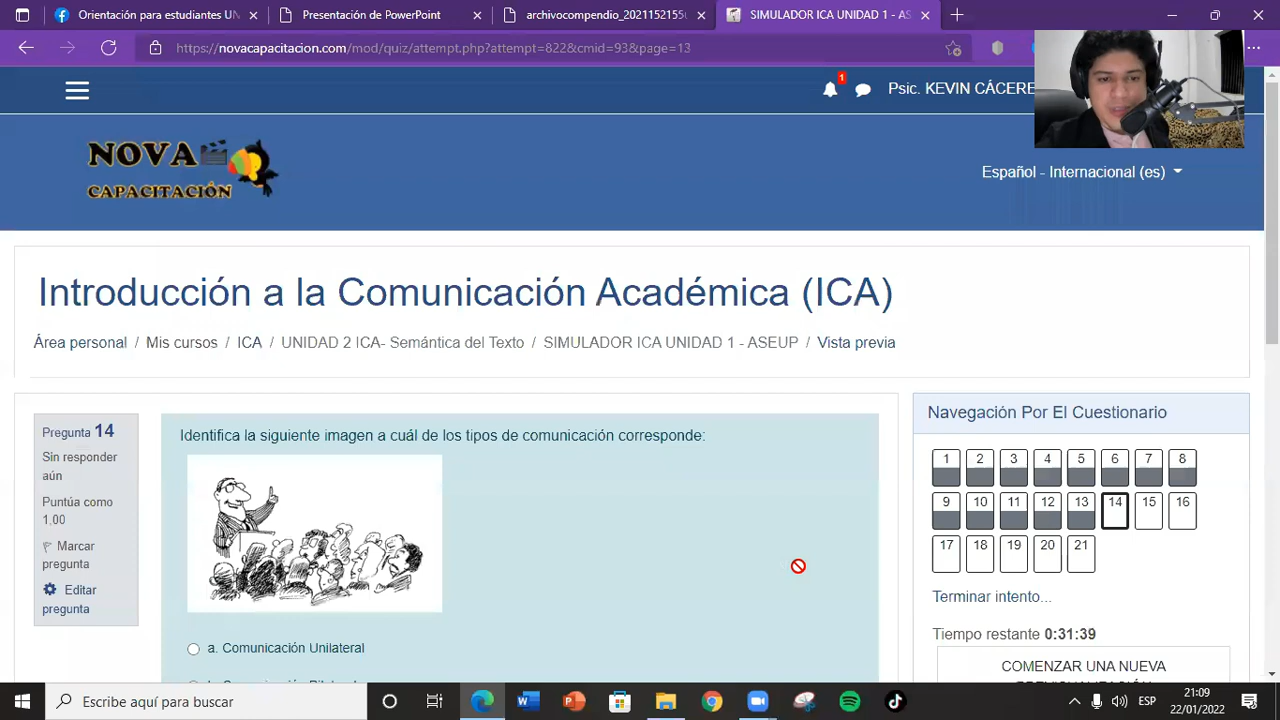 Orientación para estudiantes UN
Presentación de PowerPoint
archivocompendio_2021152155
SIMULADOR ICA UNIDAD 1 - AS
https://novacapacitacion.com/mod/quiz/attempt.php?attempt=822&cmid=93&page=13
1
Psic. KEVIN CÁCERE
NOVA
CAPACITACIÓN
Español - Internacional (es)
Introducción a la Comunicación Académica (ICA)
Área personal / Mis cursos / ICA / UNIDAD 2 ICA- Semántica del Texto / SIMULADOR ICA UNIDAD 1 - ASEUP / Vista previa
Pregunta 14
Sin responder
aún
Puntúa como
1,00
Marcar
pregunta
Editar
pregunta
Identifica la siguiente imagen a cuál de los tipos de comunicación corresponde:
a. Comunicación Unilateral
Navegación Por El Cuestionario
1 2 3 4 5 6 7 8
9 10 11 12 13 14 15 16
17 18 19 20 21
Terminar intento...
Tiempo restante 0:31:39
COMENZAR UNA NUEVA
Escribe aquí para buscar
ESP
21:09
22/01/2022